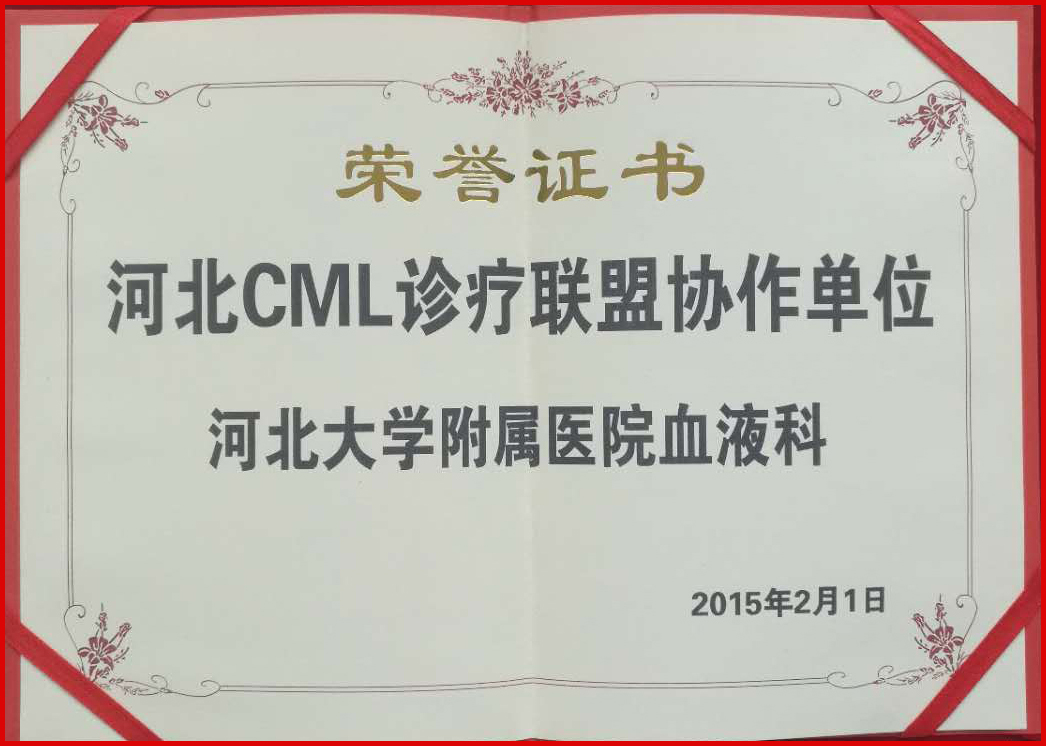 荣誉证书
河北CML诊疗联盟协作单位
河北大学附属医院血液科
2015年2月1日